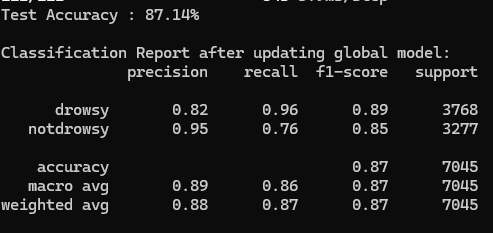 Test Accuracy : 87.14%
Classification Report after updating global model:
precision recall f1-score support
drowsy 0.82 0.96 0.89 3768
notdrowsy 0.95 0.76 0.85 3277
accuracy 0.87 7045
macro avg 0.89 0.86 0.87 7045
weighted avg 0.88 0.87 0.87 7045